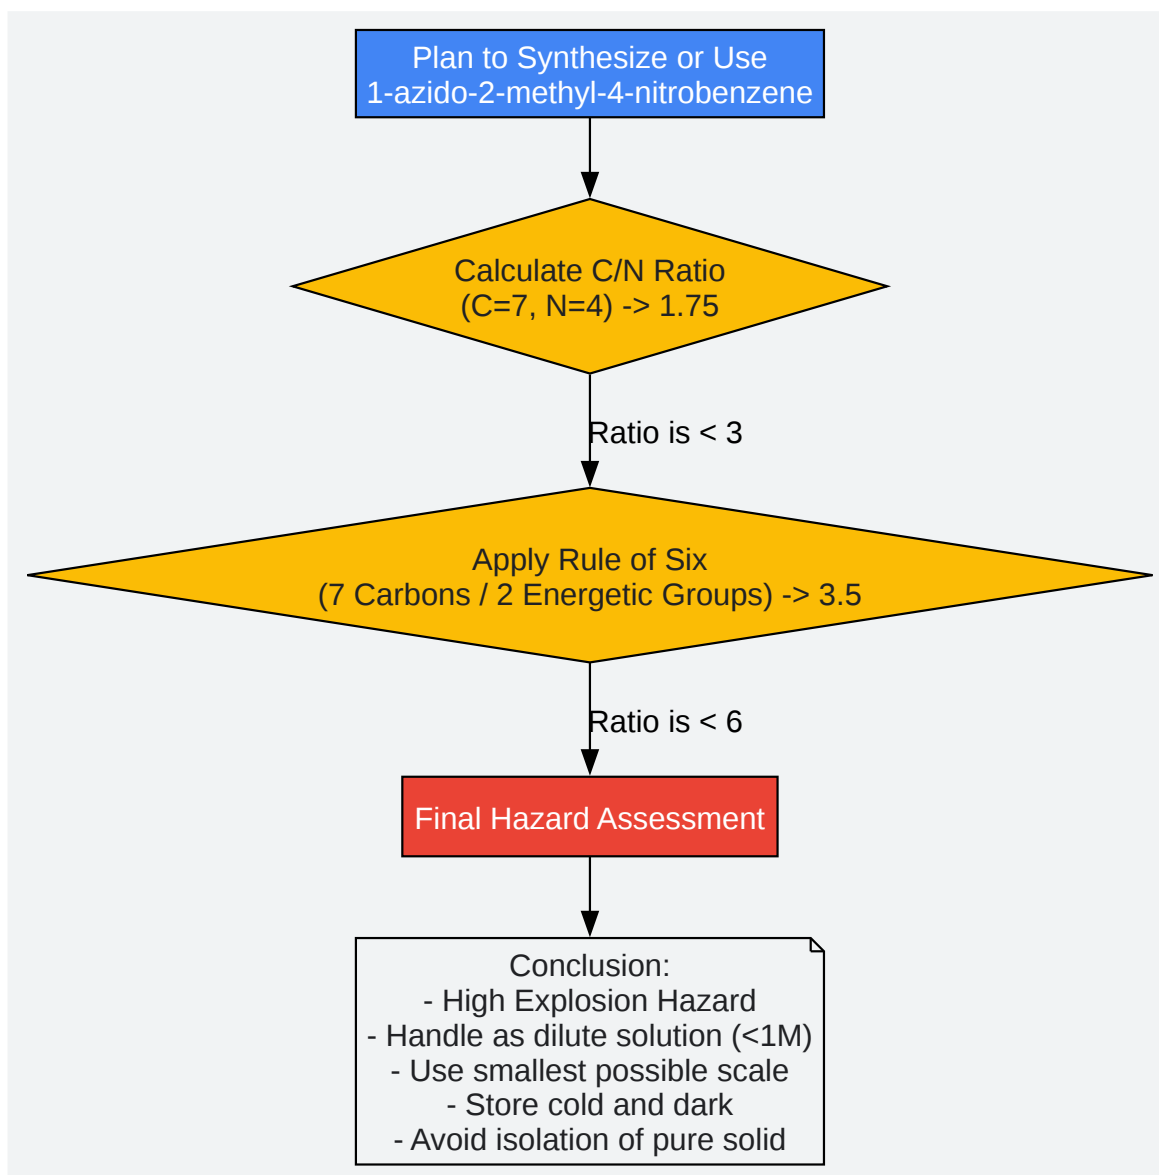 Plan to Synthesize or Use
1-azido-2-methyl-4-nitrobenzene
Calculate C/N Ratio
(C=7, N=4) -> 1.75
Ratio is < 3
Apply Rule of Six
(7 Carbons / 2 Energetic Groups) -> 3.5
Ratio is < 6
Final Hazard Assessment
Conclusion:
- High Explosion Hazard
- Handle as dilute solution (<1M)
- Use smallest possible scale
- Store cold and dark
- Avoid isolation of pure solid